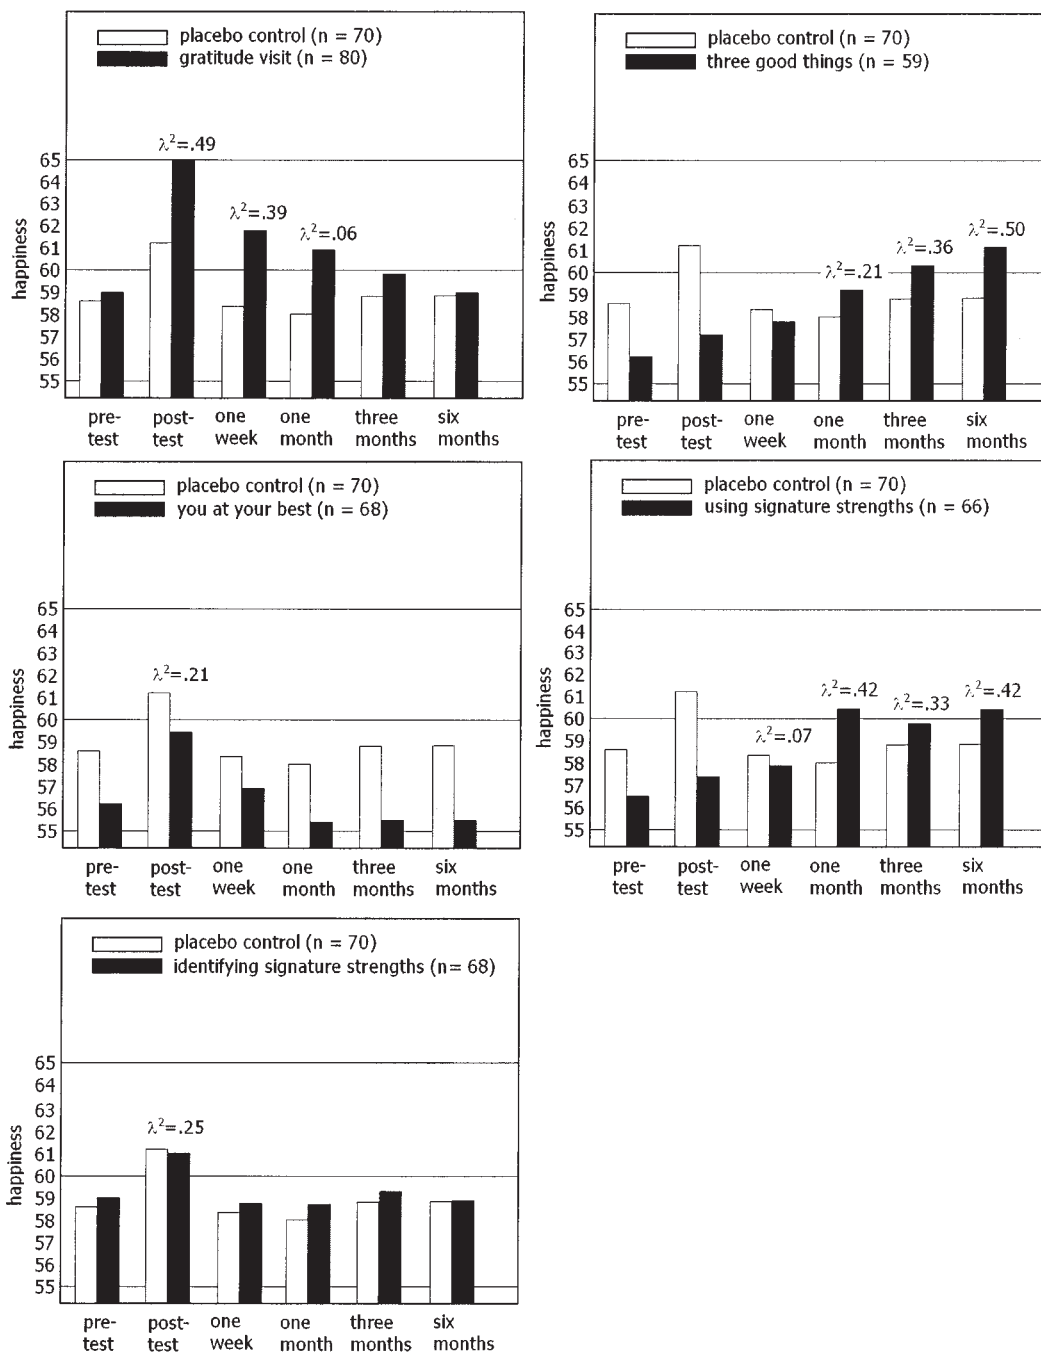 placebo control (n = 70)
gratitude visit (n = 80)
λ²=.49
λ²=.39
λ²=.06
65
64
63
62
61
60
59
58
57
56
55
happiness
pre-
test
post-
test
one
week
one
month
three
months
six
months
placebo control (n = 70)
three good things (n = 59)
λ²=.21
λ²=.36
λ²=.50
65
64
63
62
61
60
59
58
57
56
55
happiness
pre-
test
post-
test
one
week
one
month
three
months
six
months
placebo control (n = 70)
you at your best (n = 68)
λ²=.21
65
64
63
62
61
60
59
58
57
56
55
happiness
pre-
test
post-
test
one
week
one
month
three
months
six
months
placebo control (n = 70)
using signature strengths (n = 66)
λ²=.07
λ²=.42
λ²=.33
λ²=.42
65
64
63
62
61
60
59
58
57
56
55
happiness
pre-
test
post-
test
one
week
one
month
three
months
six
months
placebo control (n = 70)
identifying signature strengths (n= 68)
λ²=.25
65
64
63
62
61
60
59
58
57
56
55
happiness
pre-
test
post-
test
one
week
one
month
three
months
six
months